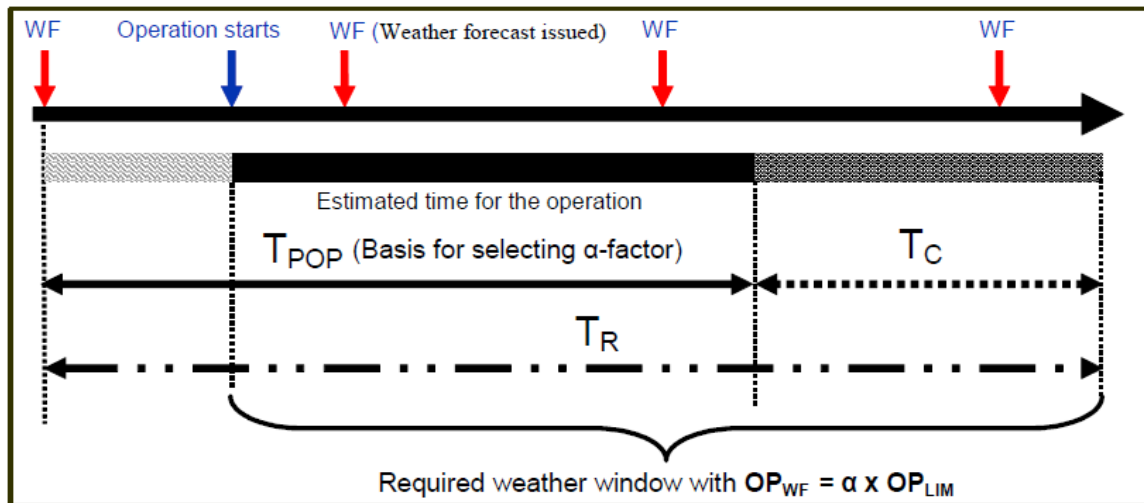 WF Operation starts WF (Weather forecast issued) WF WF
Estimated time for the operation
TPOP (Basis for selecting α-factor) TC
TR
Required weather window with OPWF = α x OPLIM